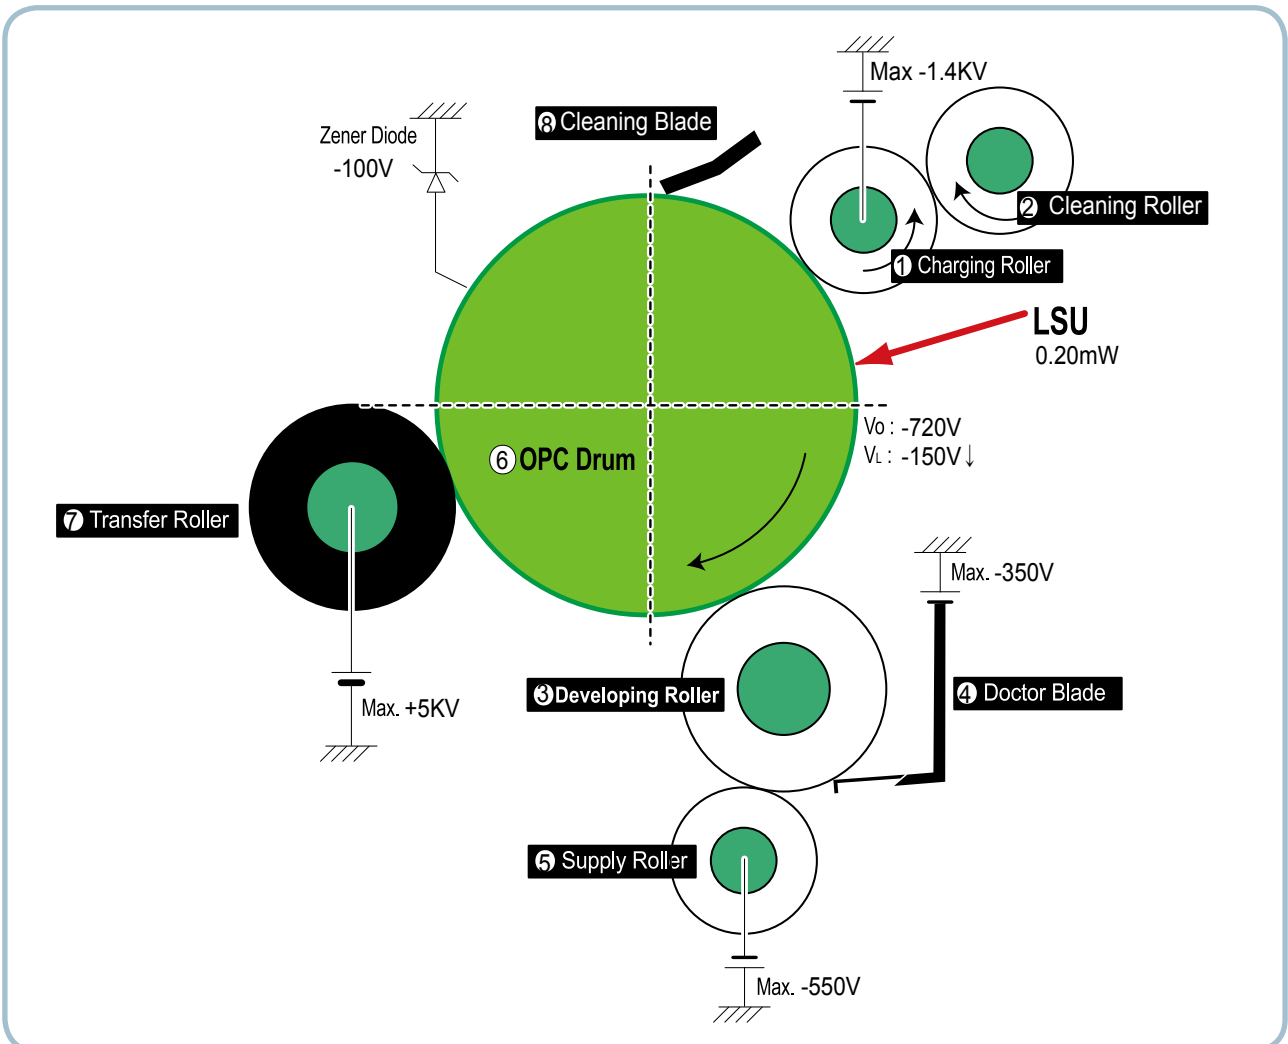 Max -1.4KV
⑧ Cleaning Blade
Zener Diode
-100V
② Cleaning Roller
① Charging Roller
LSU
0.20mW
Vo : -720V
VL : -150V↓
⑥ OPC Drum
⑦ Transfer Roller
Max. -350V
③Developing Roller
④ Doctor Blade
Max. +5KV
⑤ Supply Roller
Max. -550V